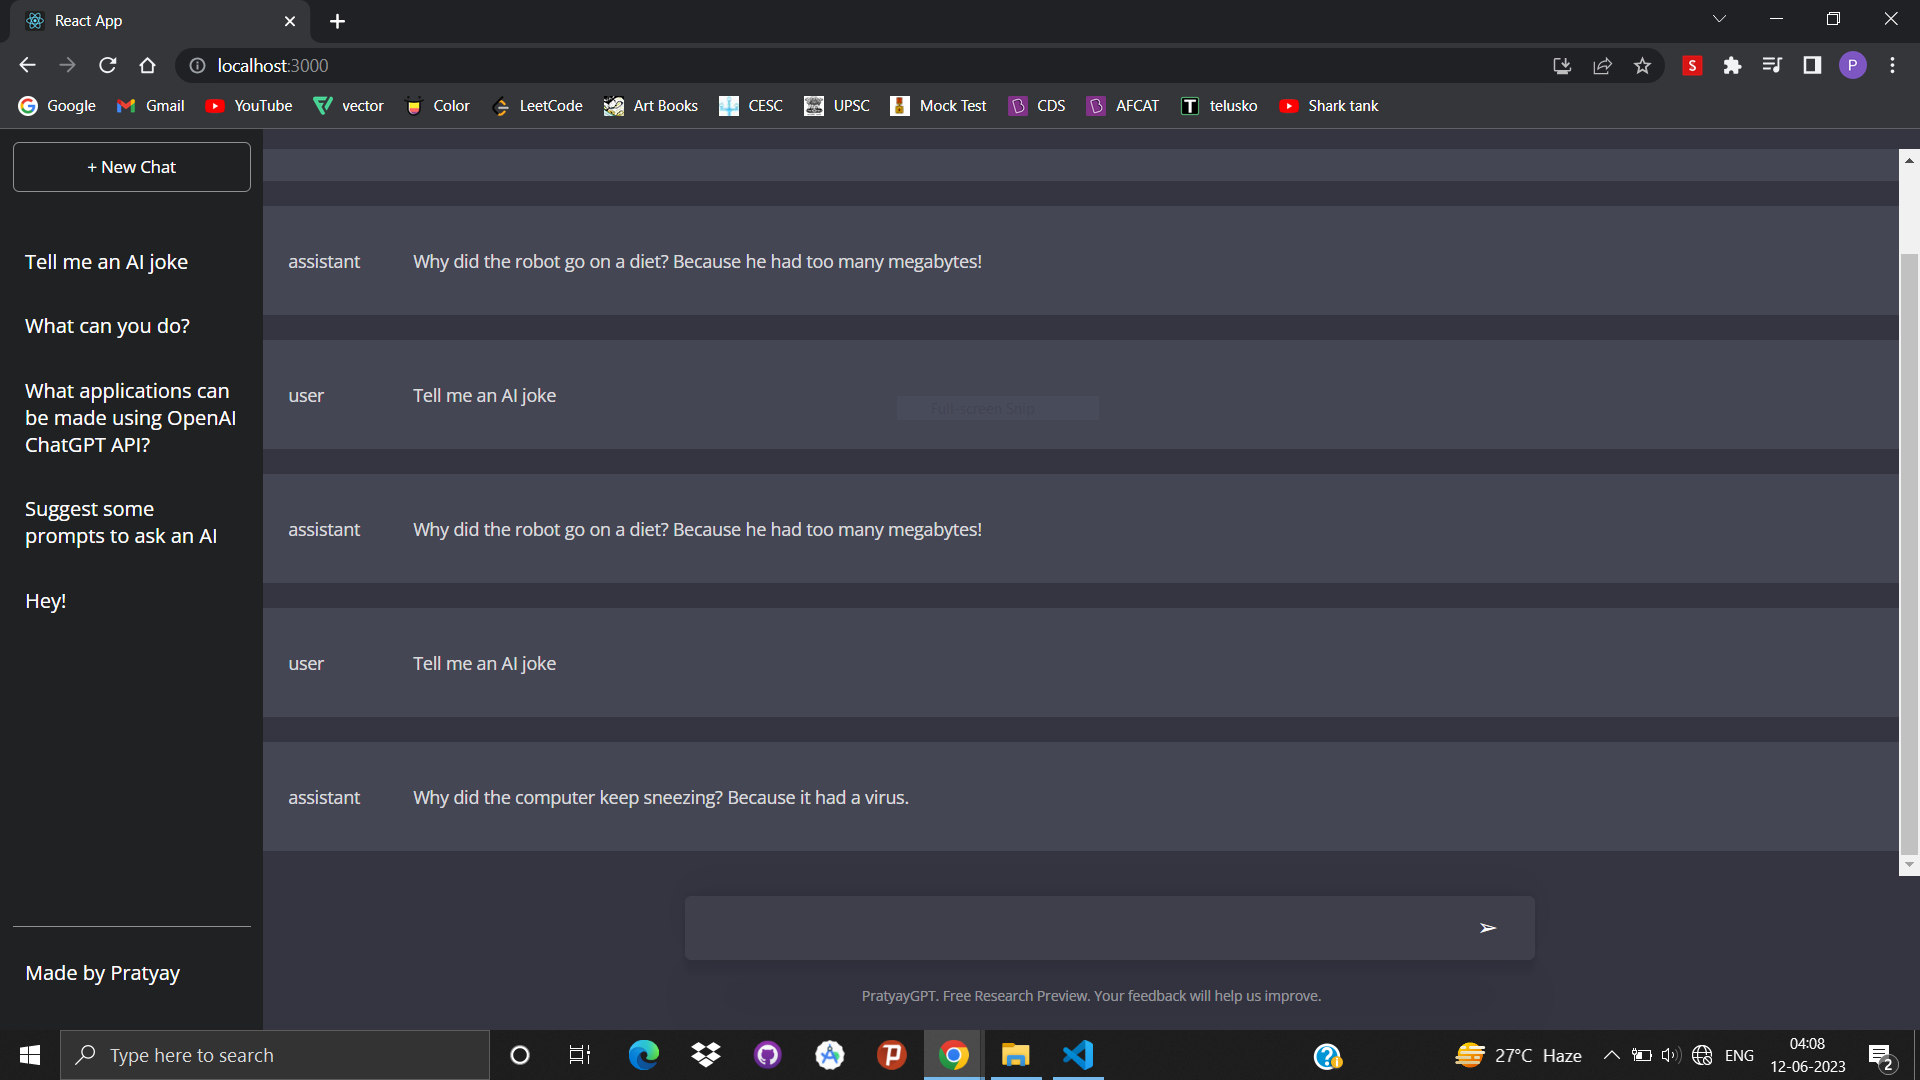 React App
localhost:3000
S
P
Google
Gmail
YouTube
vector
Color
LeetCode
Art Books
CESC
UPSC
Mock Test
CDS
AFCAT
T
telusko
Shark tank
+ New Chat
Tell me an AI joke
What can you do?
What applications can
be made using OpenAI
ChatGPT API?
Suggest some
prompts to ask an AI
Hey!
Made by Pratyay
assistant Why did the robot go on a diet? Because he had too many megabytes!
user Tell me an AI joke
Full-screen Snip
assistant Why did the robot go on a diet? Because he had too many megabytes!
user Tell me an AI joke
assistant Why did the computer keep sneezing? Because it had a virus.
PratyayGPT. Free Research Preview. Your feedback will help us improve.
Type here to search
27°C Haze
ENG
04:08
12-06-2023
2